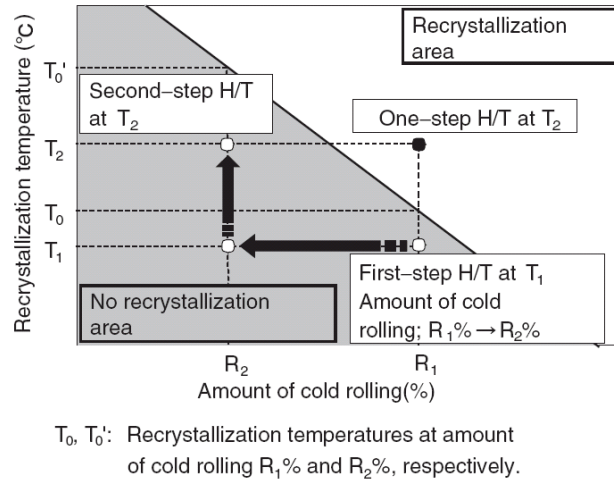 Recrystallization temperature (°C)
Recrystallization
area
T₀'
Second–step H/T
at T₂
One–step H/T at T₂
T₂
T₀
T₁
First–step H/T at T₁
Amount of cold
rolling; R₁% → R₂%
No recrystallization
area
R₂
R₁
Amount of cold rolling(%)
T₀, T₀': Recrystallization temperatures at amount
of cold rolling R₁% and R₂%, respectively.